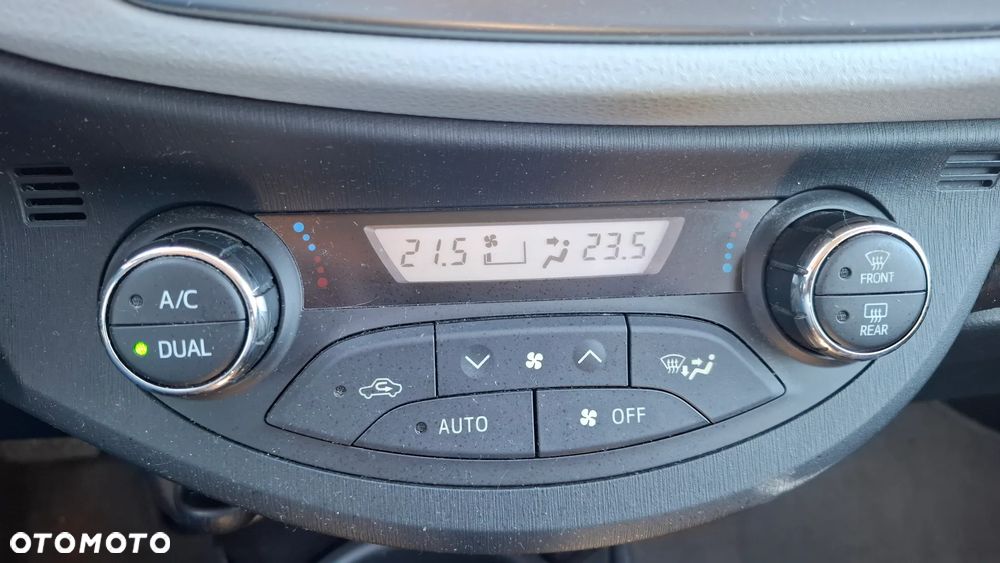 21.5 23.5
A/C
DUAL
FRONT
REAR
AUTO
OFF
OTOMOTO